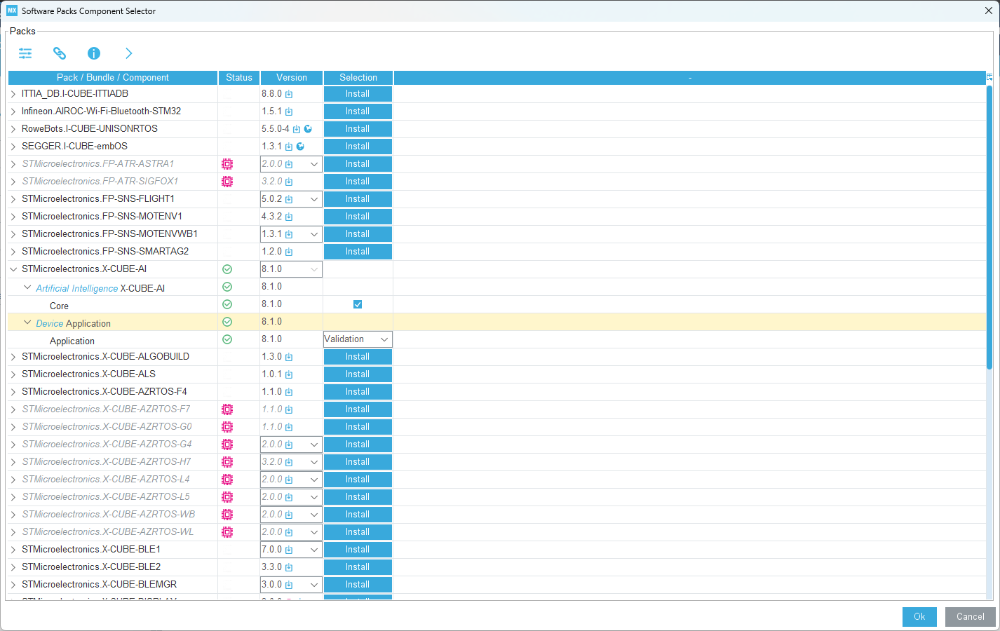 MX Software Packs Component Selector
Packs
Pack / Bundle / Component Status Version Selection -
ITTIA_DB.I-CUBE-ITTIADB 8.8.0 Install
Infineon.AIROC-Wi-Fi-Bluetooth-STM32 1.5.1 Install
RoweBots.I-CUBE-UNISONRTOS 5.5.0-4 Install
SEGGER.I-CUBE-embOS 1.3.1 Install
STMicroelectronics.FP-ATR-ASTRA1 2.0.0 Install
STMicroelectronics.FP-ATR-SIGFOX1 3.2.0 Install
STMicroelectronics.FP-SNS-FLIGHT1 5.0.2 Install
STMicroelectronics.FP-SNS-MOTENV1 4.3.2 Install
STMicroelectronics.FP-SNS-MOTENVWB1 1.3.1 Install
STMicroelectronics.FP-SNS-SMARTAG2 1.2.0 Install
STMicroelectronics.X-CUBE-AI 8.1.0
Artificial Intelligence X-CUBE-AI 8.1.0
Core 8.1.0
Device Application 8.1.0
Application 8.1.0 Validation
STMicroelectronics.X-CUBE-ALGOBUILD 1.3.0 Install
STMicroelectronics.X-CUBE-ALS 1.0.1 Install
STMicroelectronics.X-CUBE-AZRTOS-F4 1.1.0 Install
STMicroelectronics.X-CUBE-AZRTOS-F7 1.1.0 Install
STMicroelectronics.X-CUBE-AZRTOS-G0 1.1.0 Install
STMicroelectronics.X-CUBE-AZRTOS-G4 2.0.0 Install
STMicroelectronics.X-CUBE-AZRTOS-H7 3.2.0 Install
STMicroelectronics.X-CUBE-AZRTOS-L4 2.0.0 Install
STMicroelectronics.X-CUBE-AZRTOS-L5 2.0.0 Install
STMicroelectronics.X-CUBE-AZRTOS-WB 2.0.0 Install
STMicroelectronics.X-CUBE-AZRTOS-WL 2.0.0 Install
STMicroelectronics.X-CUBE-BLE1 7.0.0 Install
STMicroelectronics.X-CUBE-BLE2 3.3.0 Install
STMicroelectronics.X-CUBE-BLEMGR 3.0.0 Install
Ok Cancel